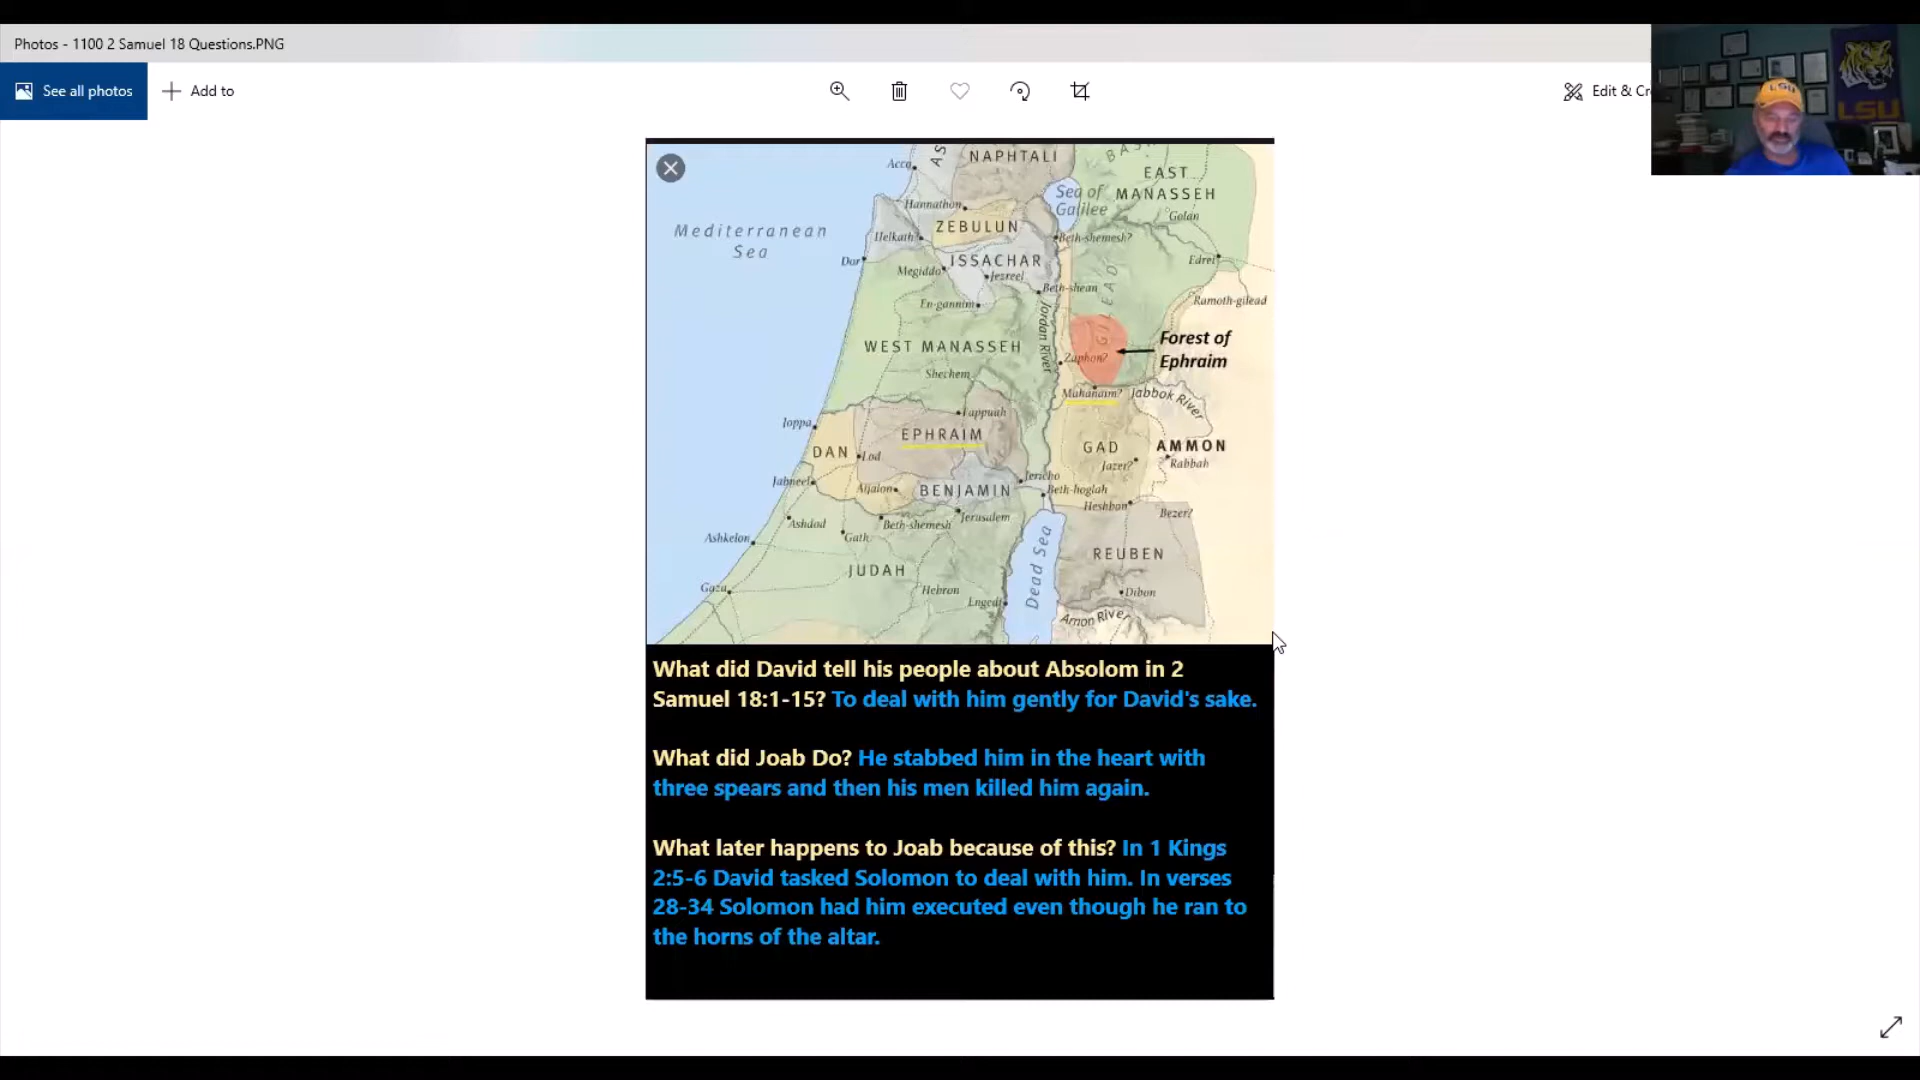 Photos - 1100 2 Samuel 18 Questions.PNG
See all photos
Add to
LSU
LSU
NAPHTALI
Acco
EAST
MANASSEH
Sea of
Galilee
Hannathon
Golan
ZEBULUN
Mediterranean
Sea
Helkath?
Beth-shemesh?
Dor
ISSACHAR
Edrei
Megiddo
Jezreel
Beth-shean
Ramoth-gilead
En-gannim
GILEAD
Jordan River
Forest of
Ephraim
WEST MANASSEH
Zaphon?
Shechem
Mahanaim?
Jabbok River
Tappuah
Joppa
EPHRAIM
GAD
AMMON
DAN
Lod
Jazer?
Rabbah
Jabneel
Jericho
Aijalon
BENJAMIN
Beth-hoglah
Heshbon
Bezer?
Ashdod
Beth-shemesh
Jerusalem
Ashkelon
Gath
Dead Sea
REUBEN
JUDAH
Gaza
Hebron
Dibon
Engedi
Arnon River
What did David tell his people about Absolom in 2
Samuel 18:1-15? To deal with him gently for David's sake.
What did Joab Do? He stabbed him in the heart with
three spears and then his men killed him again.
What later happens to Joab because of this? In 1 Kings
2:5-6 David tasked Solomon to deal with him. In verses
28-34 Solomon had him executed even though he ran to
the horns of the altar.